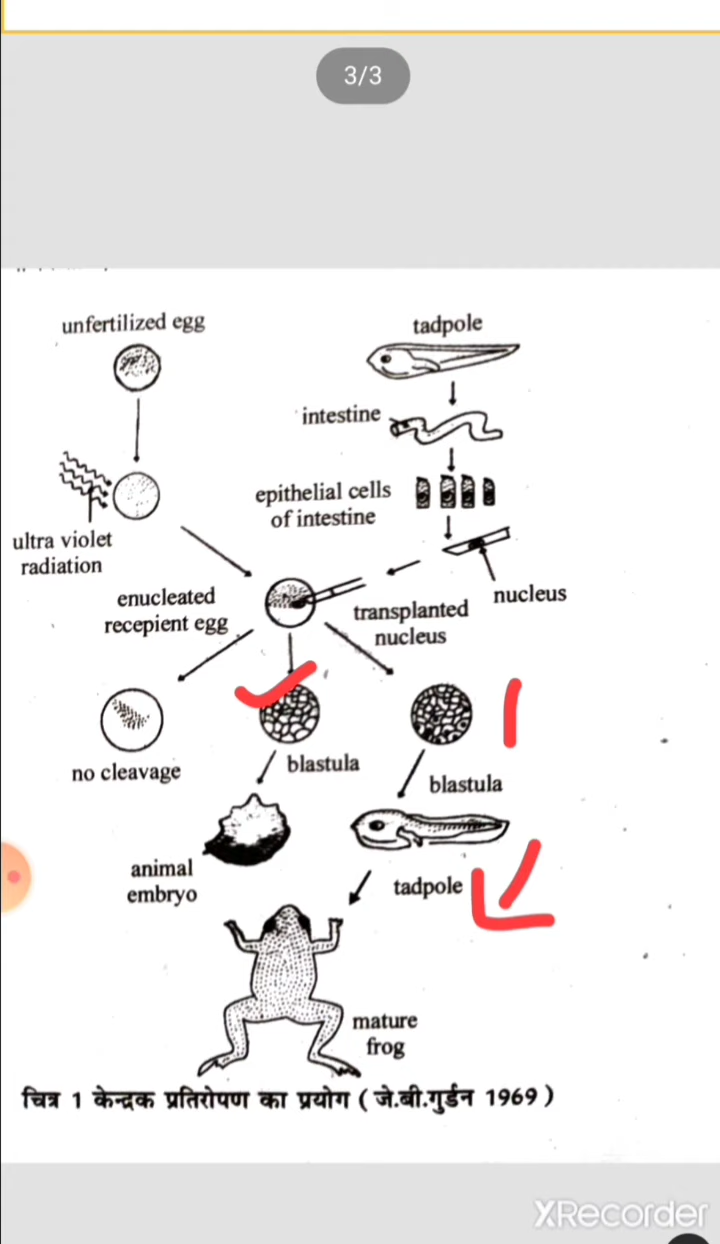 3/3
unfertilized egg
tadpole
intestine
epithelial cells
of intestine
ultra violet
radiation
nucleus
enucleated
recepient egg
transplanted
nucleus
no cleavage
blastula
blastula
animal
embryo
tadpole
mature
frog
चित्र 1 केन्द्रक प्रतिरोपण का प्रयोग ( जे.बी.गुर्डन 1969 )
XRecorder